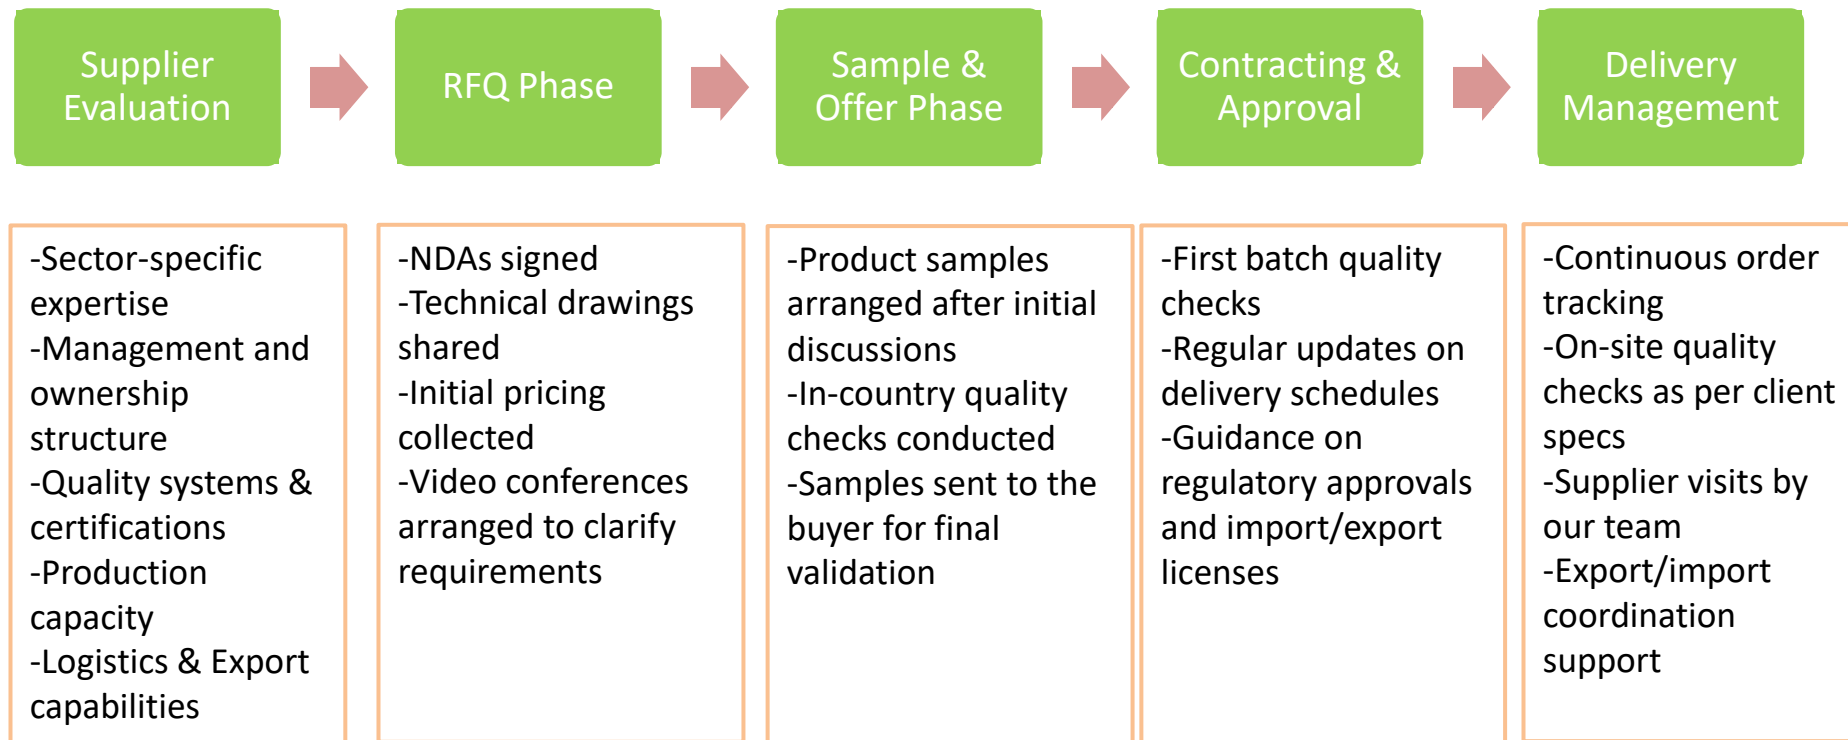 Supplier
Evaluation
RFQ Phase
Sample &
Offer Phase
Contracting &
Approval
Delivery
Management
-Sector-specific
expertise
-Management and
ownership
structure
-Quality systems &
certifications
-Production
capacity
-Logistics & Export
capabilities
-NDAs signed
-Technical drawings
shared
-Initial pricing
collected
-Video conferences
arranged to clarify
requirements
-Product samples
arranged after initial
discussions
-In-country quality
checks conducted
-Samples sent to the
buyer for final
validation
-First batch quality
checks
-Regular updates on
delivery schedules
-Guidance on
regulatory approvals
and import/export
licenses
-Continuous order
tracking
-On-site quality
checks as per client
specs
-Supplier visits by
our team
-Export/import
coordination
support